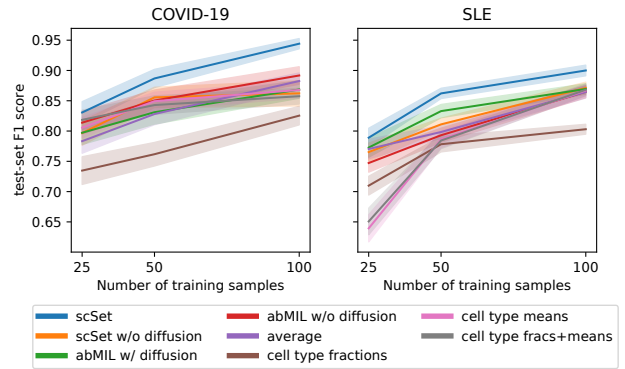 COVID-19 SLE
0.95
0.90
0.85
0.80
0.75
0.70
0.65
test-set F1 score
25 50 100 25 50 100
Number of training samples Number of training samples
scSet abMIL w/o diffusion cell type means
scSet w/o diffusion average cell type fracs+means
abMIL w/ diffusion cell type fractions